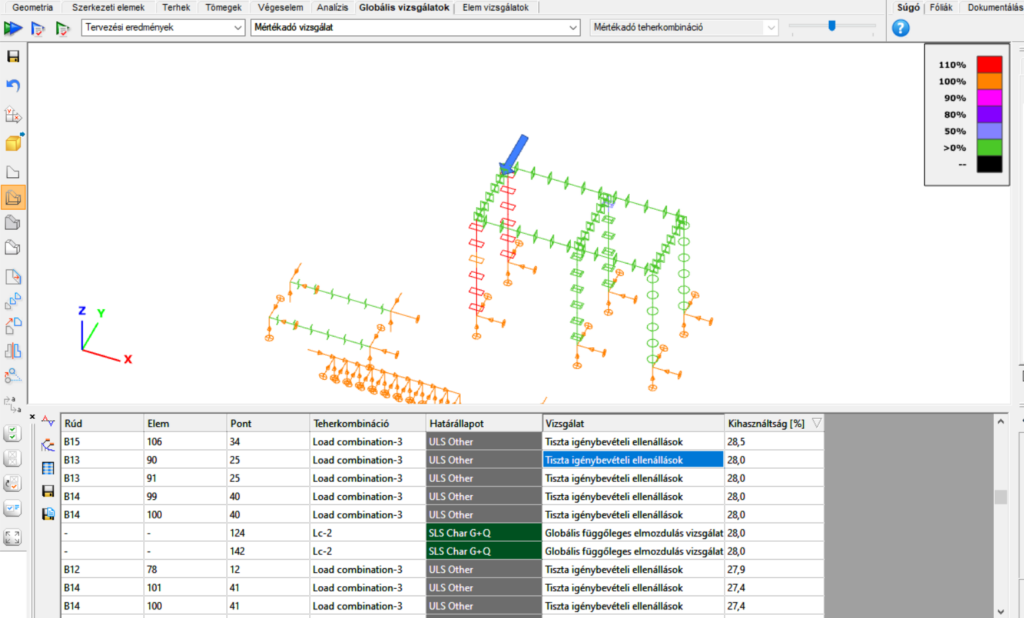 Geometria Szerkezeti elemek Terhek Tömegek Végeselem Analízis Globális vizsgálatok Elem vizsgálatok Súgó Fóliák Dokumentálás
Tervezési eredmények Mértékadó vizsgálat Mértékadó teherkombináció
110%
100%
90%
80%
50%
>0%
--
Z
Y
X
Rúd Elem Pont Teherkombináció Határállapot Vizsgálat Kihasználtság [%]
B15 106 34 Load combination-3 ULS Other Tiszta igénybevételi ellenállások 28,5
B13 90 25 Load combination-3 ULS Other Tiszta igénybevételi ellenállások 28,0
B13 91 25 Load combination-3 ULS Other Tiszta igénybevételi ellenállások 28,0
B14 99 40 Load combination-3 ULS Other Tiszta igénybevételi ellenállások 28,0
B14 100 40 Load combination-3 ULS Other Tiszta igénybevételi ellenállások 28,0
- - 124 Lc-2 SLS Char G+Q Globális függőleges elmozdulás vizsgálat 28,0
- - 142 Lc-2 SLS Char G+Q Globális függőleges elmozdulás vizsgálat 28,0
B12 78 12 Load combination-3 ULS Other Tiszta igénybevételi ellenállások 27,9
B14 101 41 Load combination-3 ULS Other Tiszta igénybevételi ellenállások 27,4
B14 100 41 Load combination-3 ULS Other Tiszta igénybevételi ellenállások 27,4